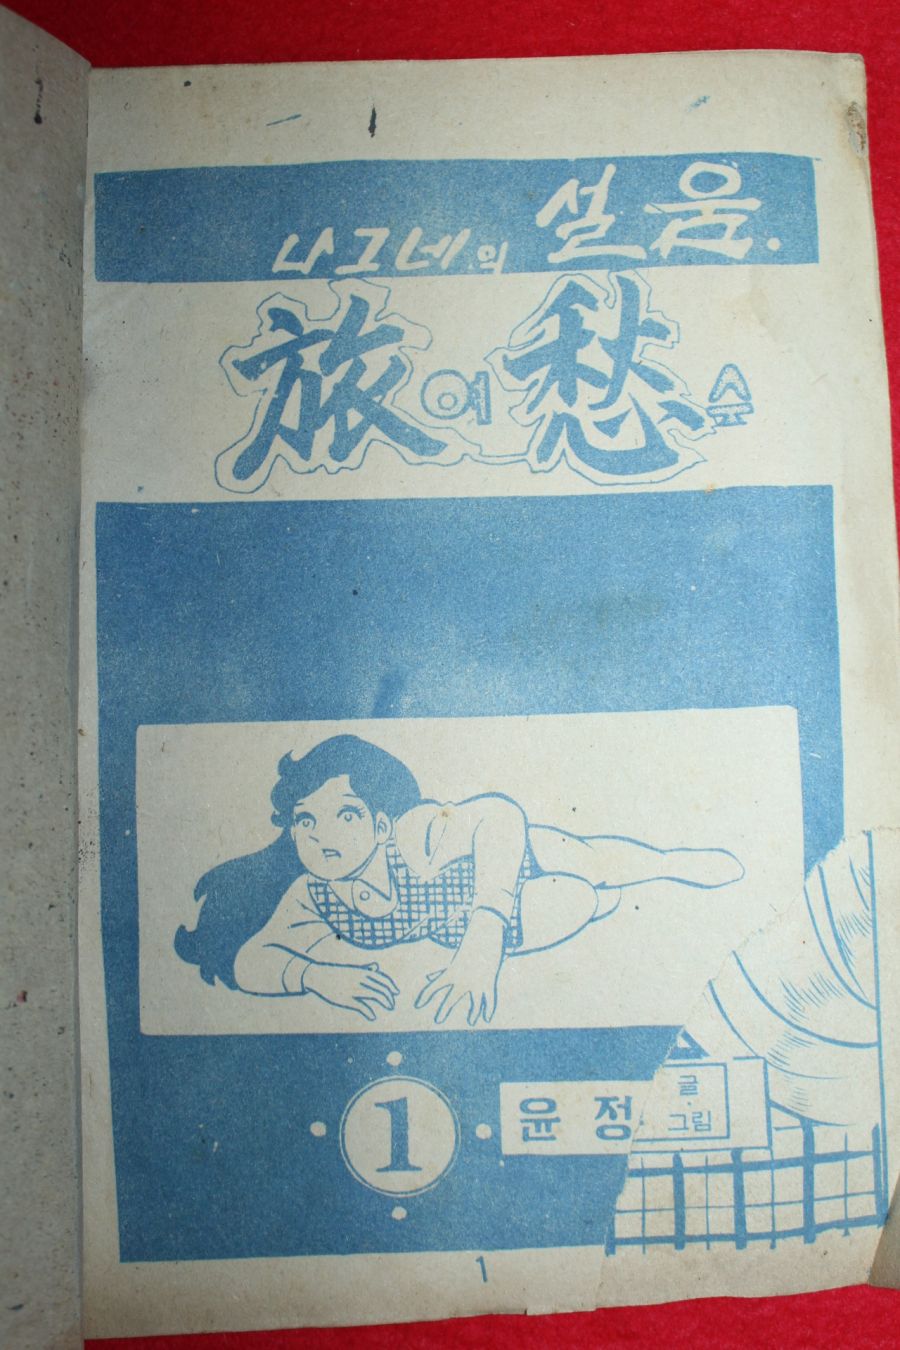 나그네의 설움.
旅여愁수
1
윤 정
글·그림
1